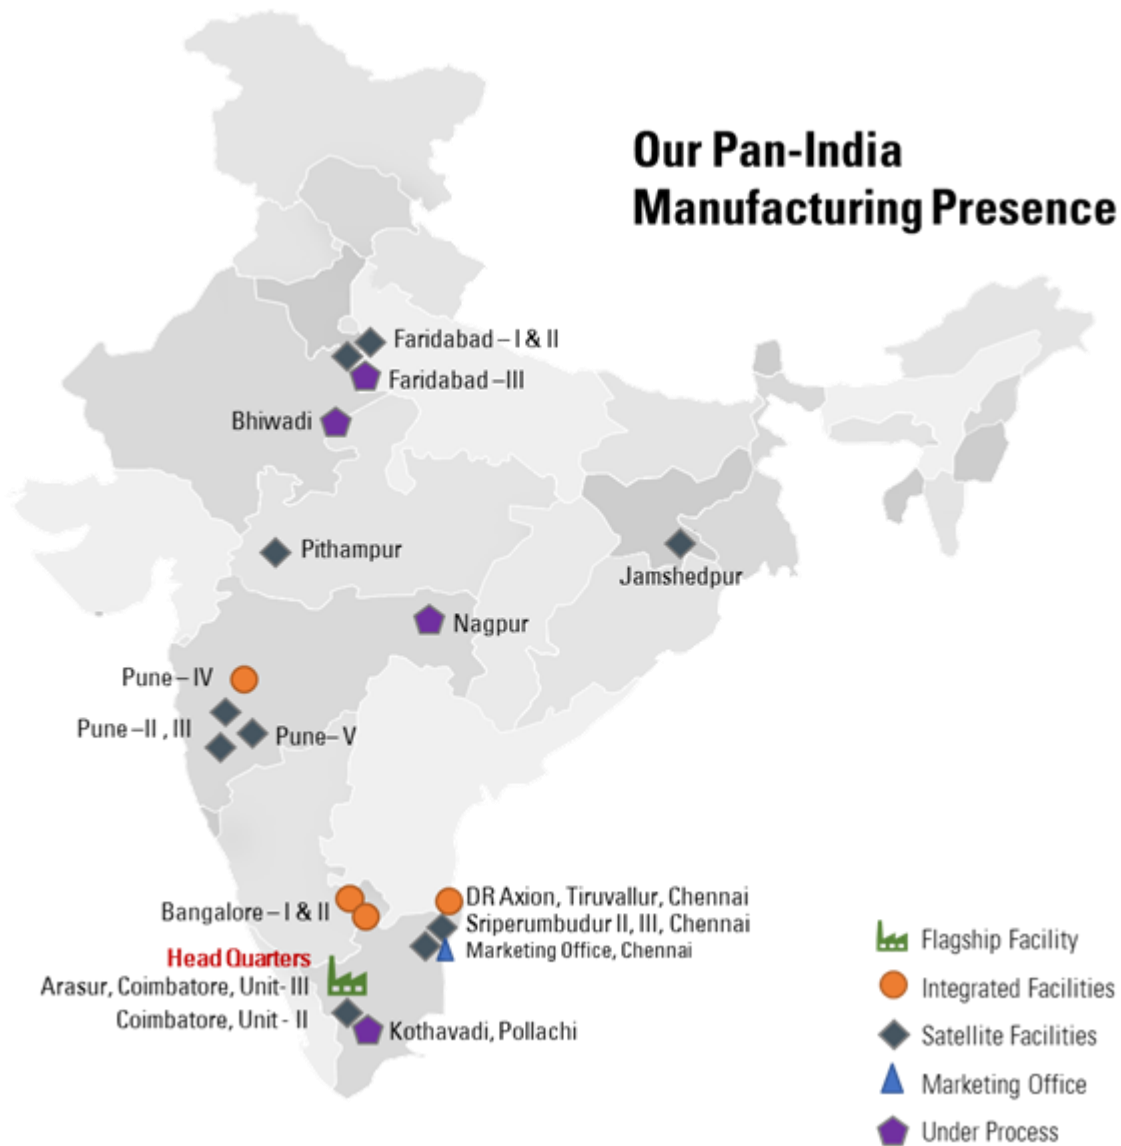 Our Pan-India
Manufacturing Presence
Faridabad – I & II
Faridabad –III
Bhiwadi
Pithampur
Jamshedpur
Nagpur
Pune – IV
Pune –II , III
Pune– V
DR Axion, Tiruvallur, Chennai
Bangalore – I & II
Sriperumbudur II, III, Chennai
Marketing Office, Chennai
Head Quarters
Arasur, Coimbatore, Unit- III
Coimbatore, Unit - II
Kothavadi, Pollachi
Flagship Facility
Integrated Facilities
Satellite Facilities
Marketing Office
Under Process